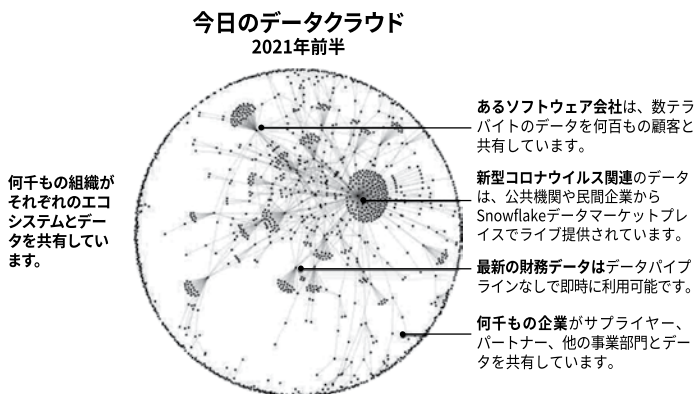 今日のデータクラウド
2021年前半
何千もの組織が
それぞれのエコ
システムとデー
タを共有してい
ます。
あるソフトウェア会社は、数テラ
バイトのデータを何百もの顧客と
共有しています。
新型コロナウイルス関連のデータ
は、公共機関や民間企業から
Snowflakeデータマーケットプレ
イスでライブ提供されています。
最新の財務データはデータパイプ
ラインなしで即時に利用可能です。
何千もの企業がサプライヤー、
パートナー、他の事業部門とデー
タを共有しています。